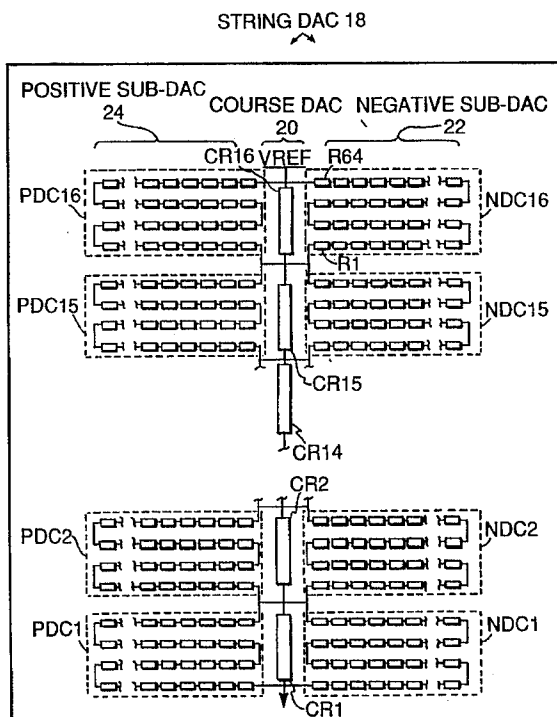 STRING DAC 18
POSITIVE SUB-DAC
24
COURSE DAC
20
NEGATIVE SUB-DAC
22
CR16
VREF
R64
PDC16
NDC16
R1
PDC15
NDC15
CR15
CR14
CR2
PDC2
NDC2
PDC1
NDC1
CR1